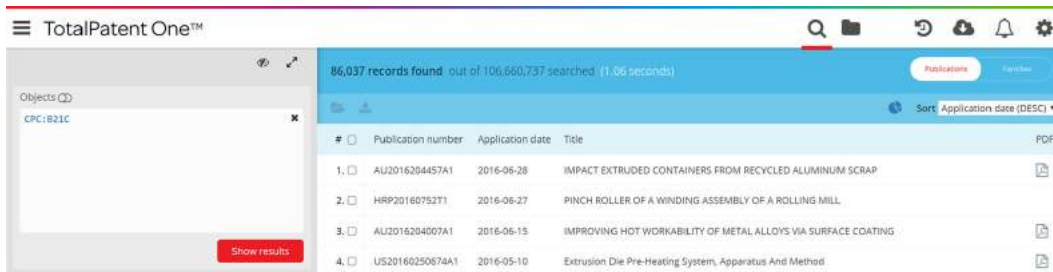 TotalPatent One™
86,037 records found out of 106,660,737 searched (1.06 seconds)
Publications Families
Objects
CPC:B21C
Sort Application date (DESC)
# Publication number Application date Title PDF
1. AU2016204457A1 2016-06-28 IMPACT EXTRUDED CONTAINERS FROM RECYCLED ALUMINUM SCRAP
2. HRP20160752T1 2016-06-27 PINCH ROLLER OF A WINDING ASSEMBLY OF A ROLLING MILL
3. AU2016204007A1 2016-06-15 IMPROVING HOT WORKABILITY OF METAL ALLOYS VIA SURFACE COATING
Show results
4. US20160250674A1 2016-05-10 Extrusion Die Pre-Heating System, Apparatus And Method